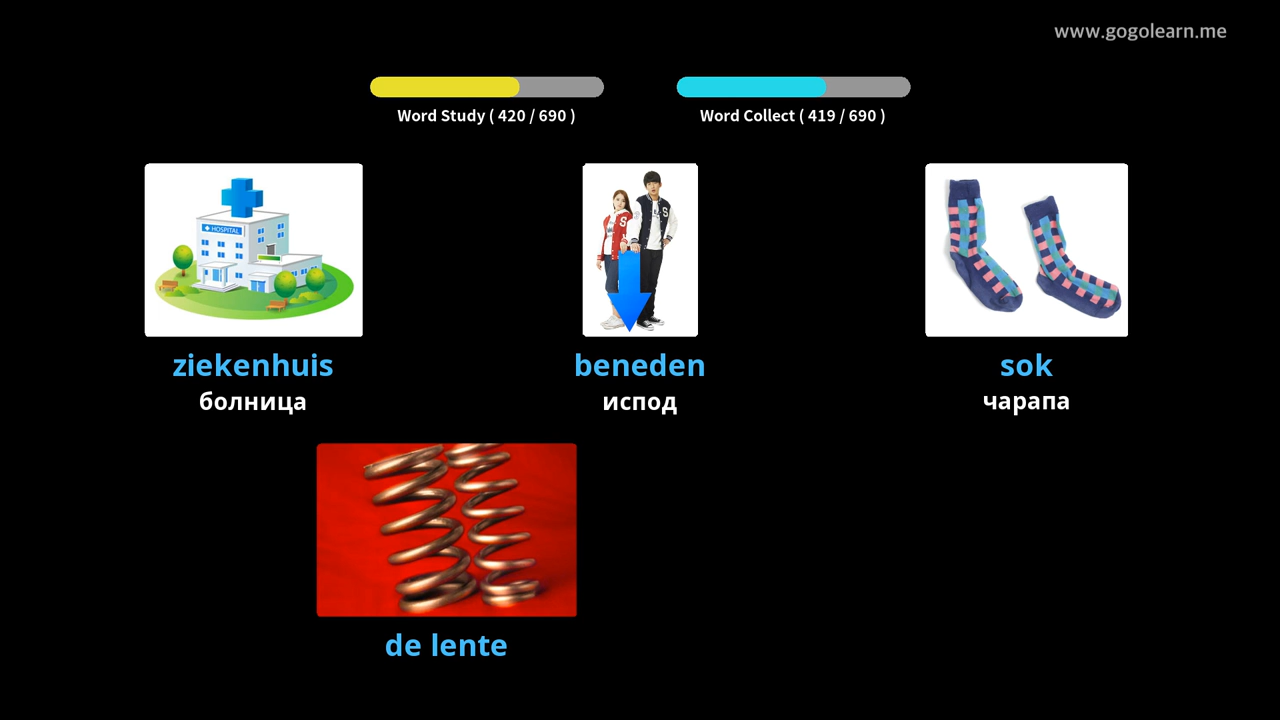 www.gogolearn.me
Word Study ( 420 / 690 )
Word Collect ( 419 / 690 )
HOSPITAL
S
S
ziekenhuis
beneden
sok
болница
испод
чарапа
de lente